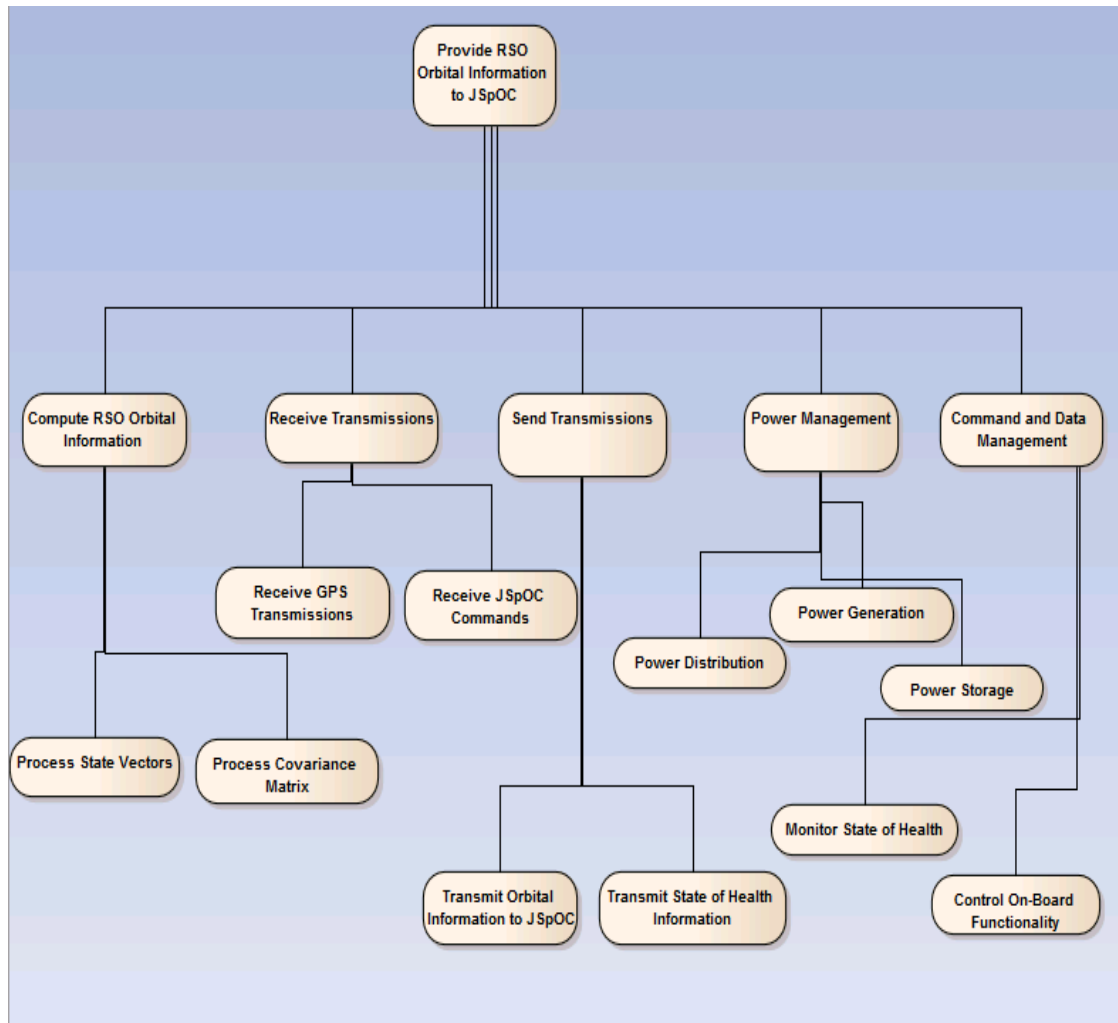 Provide RSO
Orbital Information
to JSpOC
Compute RSO Orbital
Information
Receive Transmissions
Send Transmissions
Power Management
Command and Data
Management
Receive GPS
Transmissions
Receive JSpOC
Commands
Power Generation
Power Distribution
Power Storage
Process State Vectors
Process Covariance
Matrix
Monitor State of Health
Transmit Orbital
Information to JSpOC
Transmit State of Health
Information
Control On-Board
Functionality